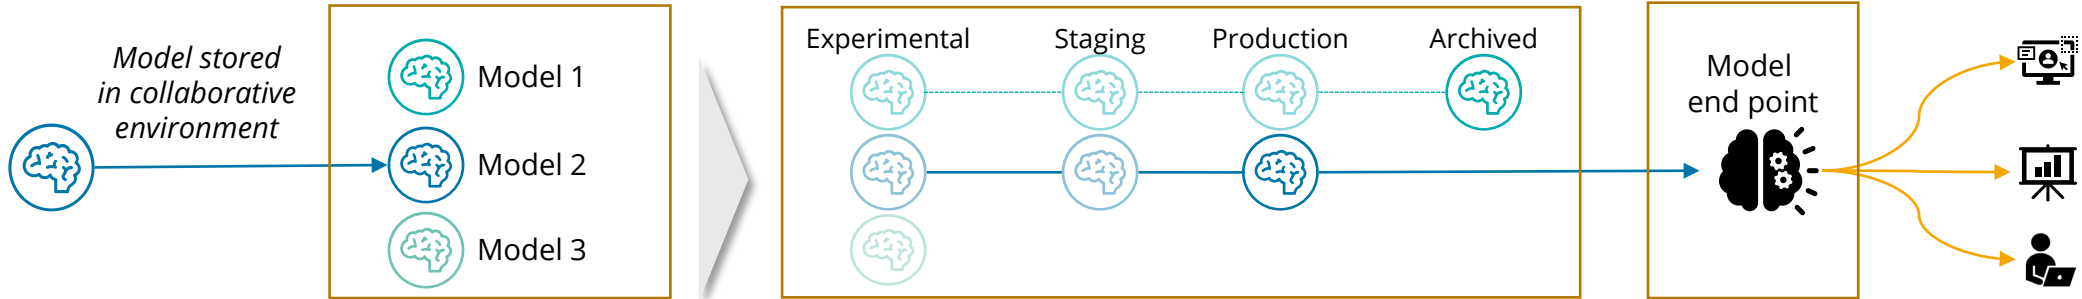 Model stored
in collaborative
environment
Model 1
Model 2
Model 3
Experimental
Staging
Production
Archived
Model
end point